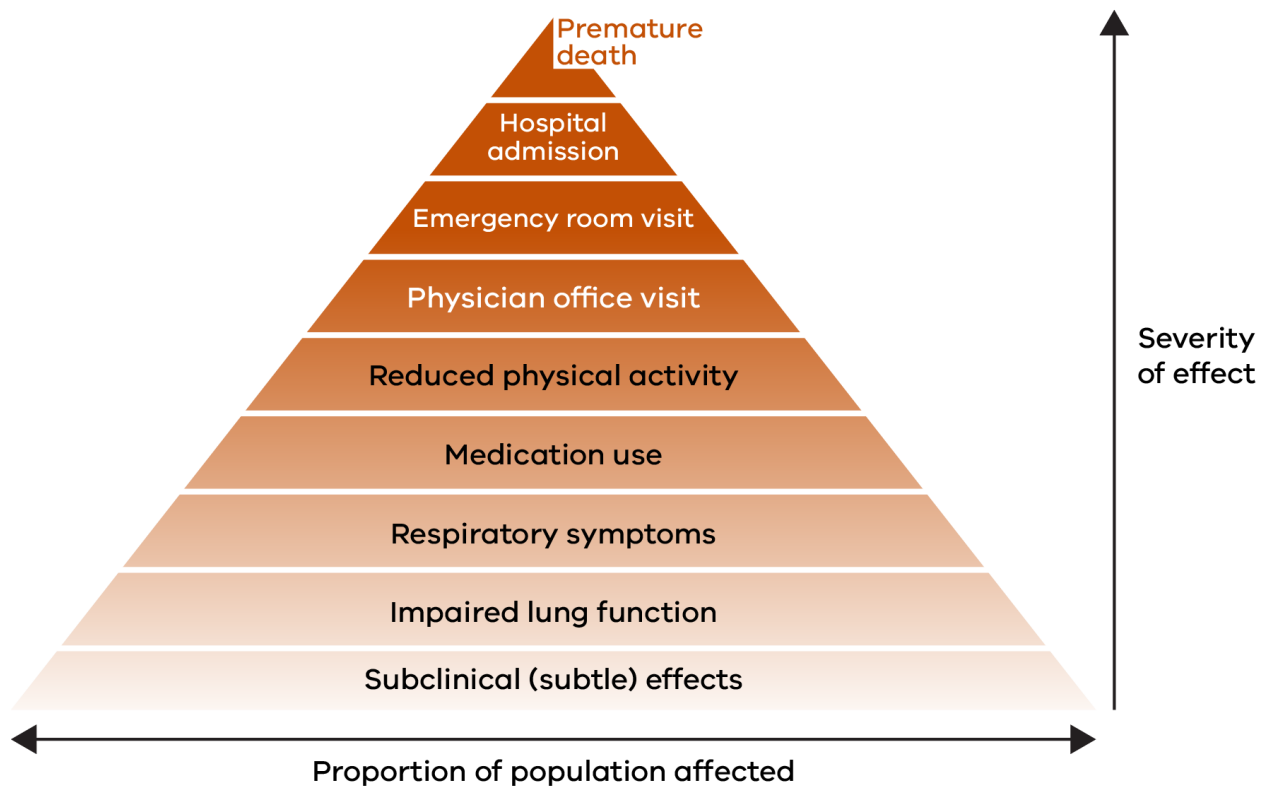 Premature
death
Hospital
admission
Emergency room visit
Physician office visit
Reduced physical activity
Medication use
Respiratory symptoms
Impaired lung function
Subclinical (subtle) effects
Severity
of effect
Proportion of population affected